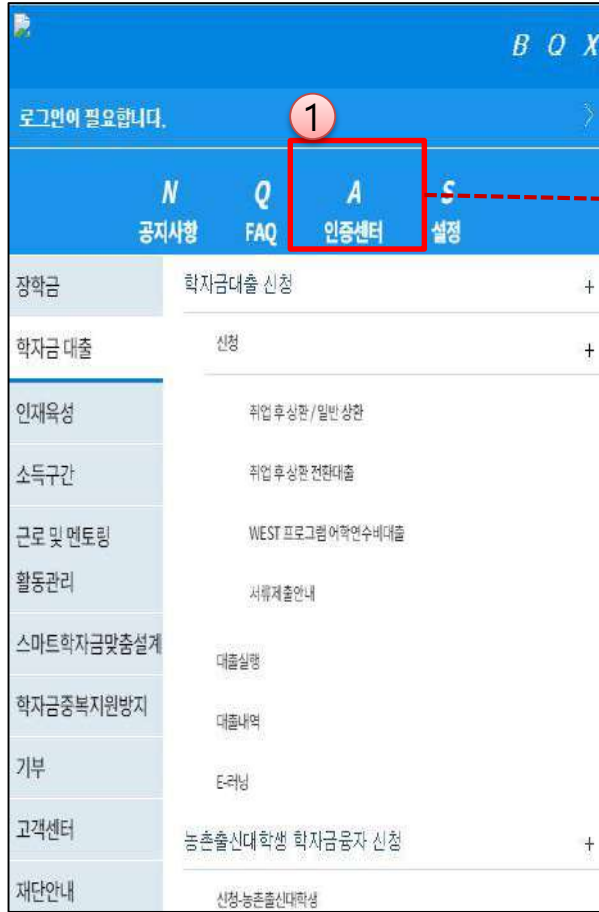 B Q X
로그인이 필요합니다.
1
N Q A S
공지사항 FAQ 인증센터 설정
장학금
학자금 대출
인재육성
소득구간
근로 및 멘토링
활동관리
스마트학자금맞춤설계
학자금중복지원방지
기부
고객센터
재단안내
학자금대출 신청 +
신청 +
취업 후 상환 / 일반 상환
취업 후 상환 전환대출
WEST 프로그램 어학연수비대출
서류제출안내
대출실행
대출내역
E-러닝
농촌출신대학생 학자금융자 신청 +
신청-농촌출신대학생